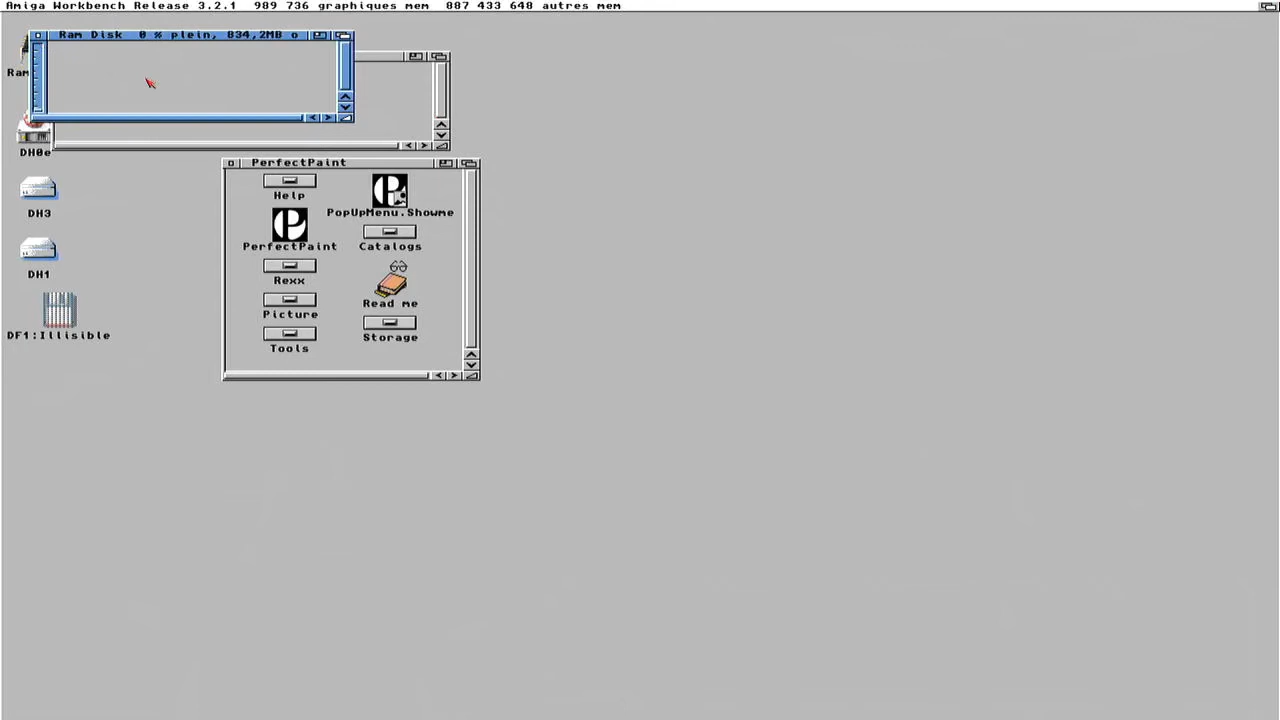 Amiga Workbench Release 3.2.1  989 736 graphiques mem  887 433 648 autres mem
Ram Disk  0 % plein, 834,2MB o
Ram
DH0e
DH3
DH1
DF1:Illisible
PerfectPaint
Help
PopUpMenu.Showme
PerfectPaint
Catalogs
Rexx
Read me
Picture
Storage
Tools